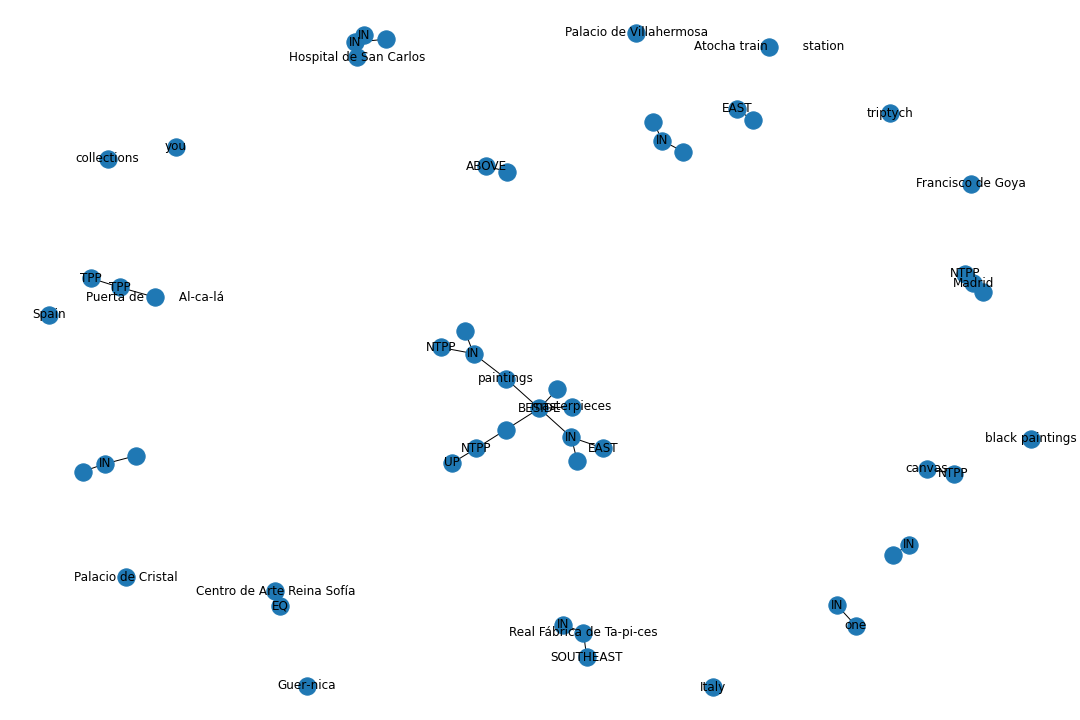 IN
IN
Hospital de San Carlos
Palacio de Villahermosa
Atocha train station
EAST
triptych
IN
you
collections
ABOVE
Francisco de Goya
TPP
TPP
Puerta de Al-ca-lá
Spain
NTPP
Madrid
NTPP
IN
paintings
BESIDE
masterpieces
IN
EAST
NTPP
UP
black paintings
canvas
NTPP
IN
IN
Palacio de Cristal
Centro de Arte Reina Sofía
EQ
IN
one
IN
Real Fábrica de Ta-pi-ces
SOUTHEAST
Guer-nica
Italy